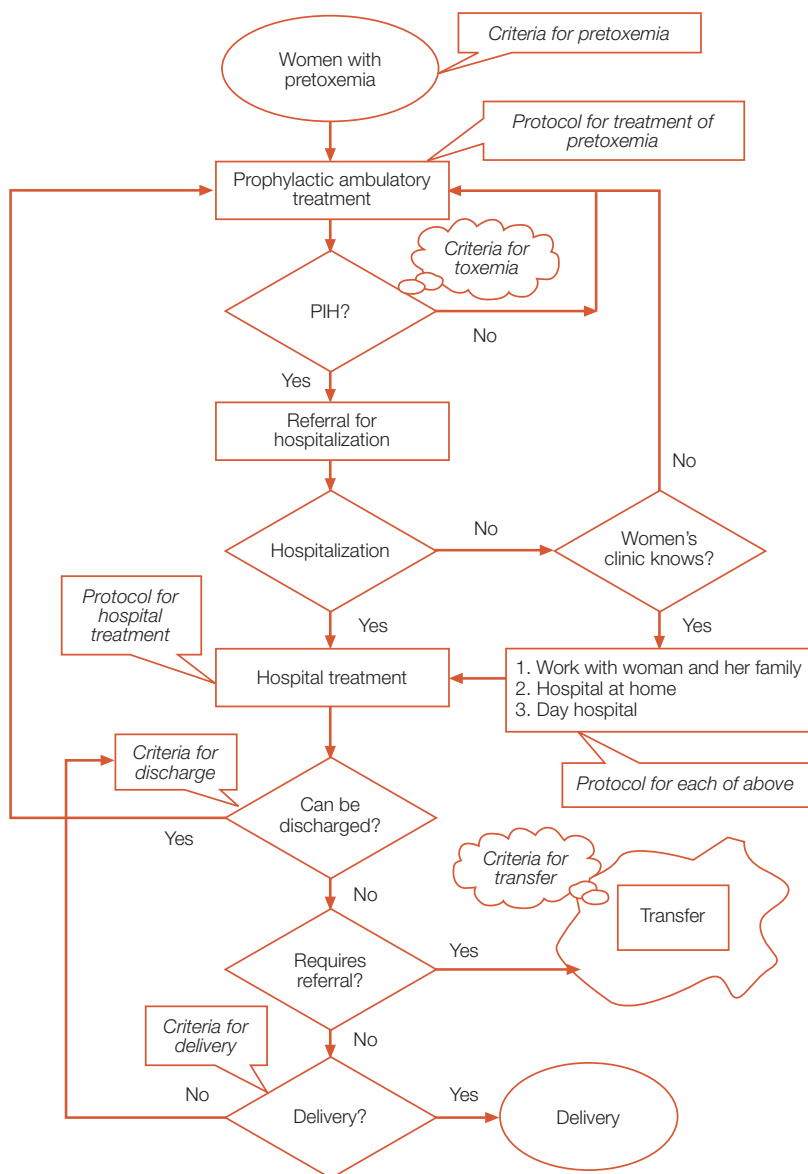 Women with
pretoxemia
Criteria for pretoxemia
Protocol for treatment of
pretoxemia
Prophylactic ambulatory
treatment
Criteria for
toxemia
PIH?
No
Yes
Referral for
hospitalization
No
Hospitalization
No
Women’s
clinic knows?
Protocol for
hospital
treatment
Yes
Yes
Hospital treatment
1. Work with woman and her family
2. Hospital at home
3. Day hospital
Criteria for
discharge
Protocol for each of above
Can be
discharged?
Yes
Criteria for
transfer
No
Transfer
Requires
referral?
Yes
Criteria for
delivery
No
No
Delivery?
Yes
Delivery